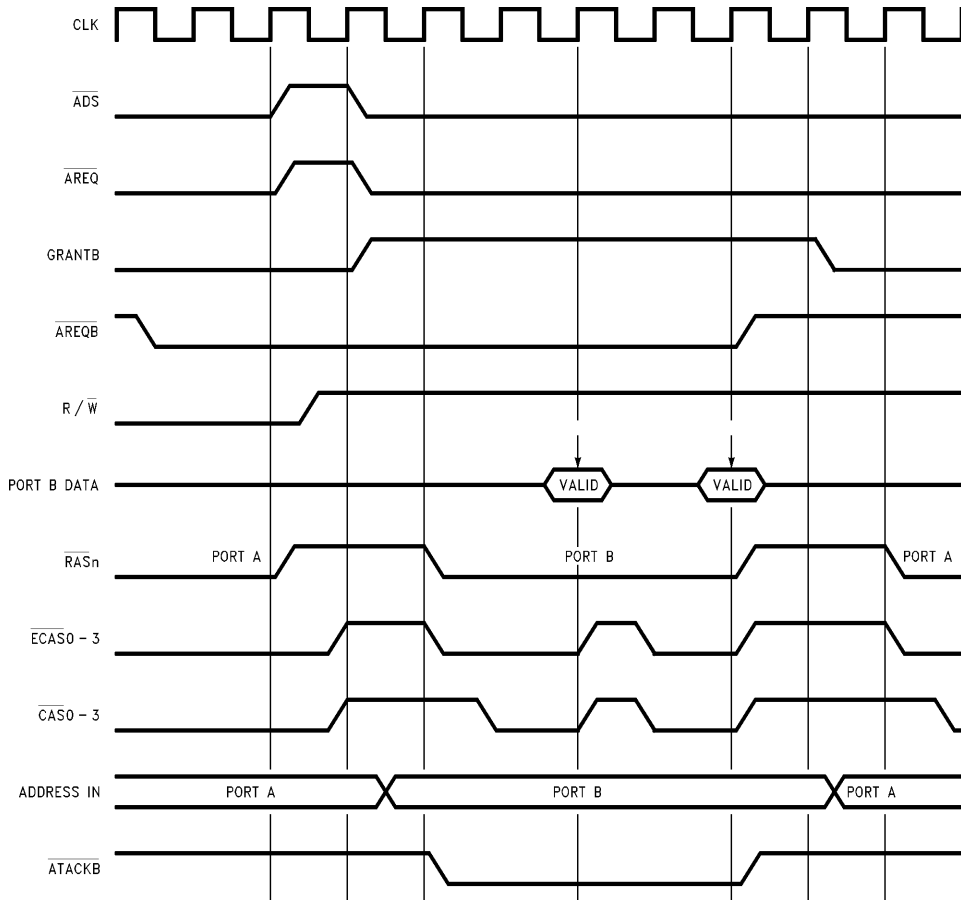 CLK
ADS
AREQ
GRANTB
AREQB
R / W
PORT B DATA VALID VALID
RASn PORT A PORT B PORT A
ECAS0 - 3
CAS0 - 3
ADDRESS IN PORT A PORT B PORT A
ATACKB